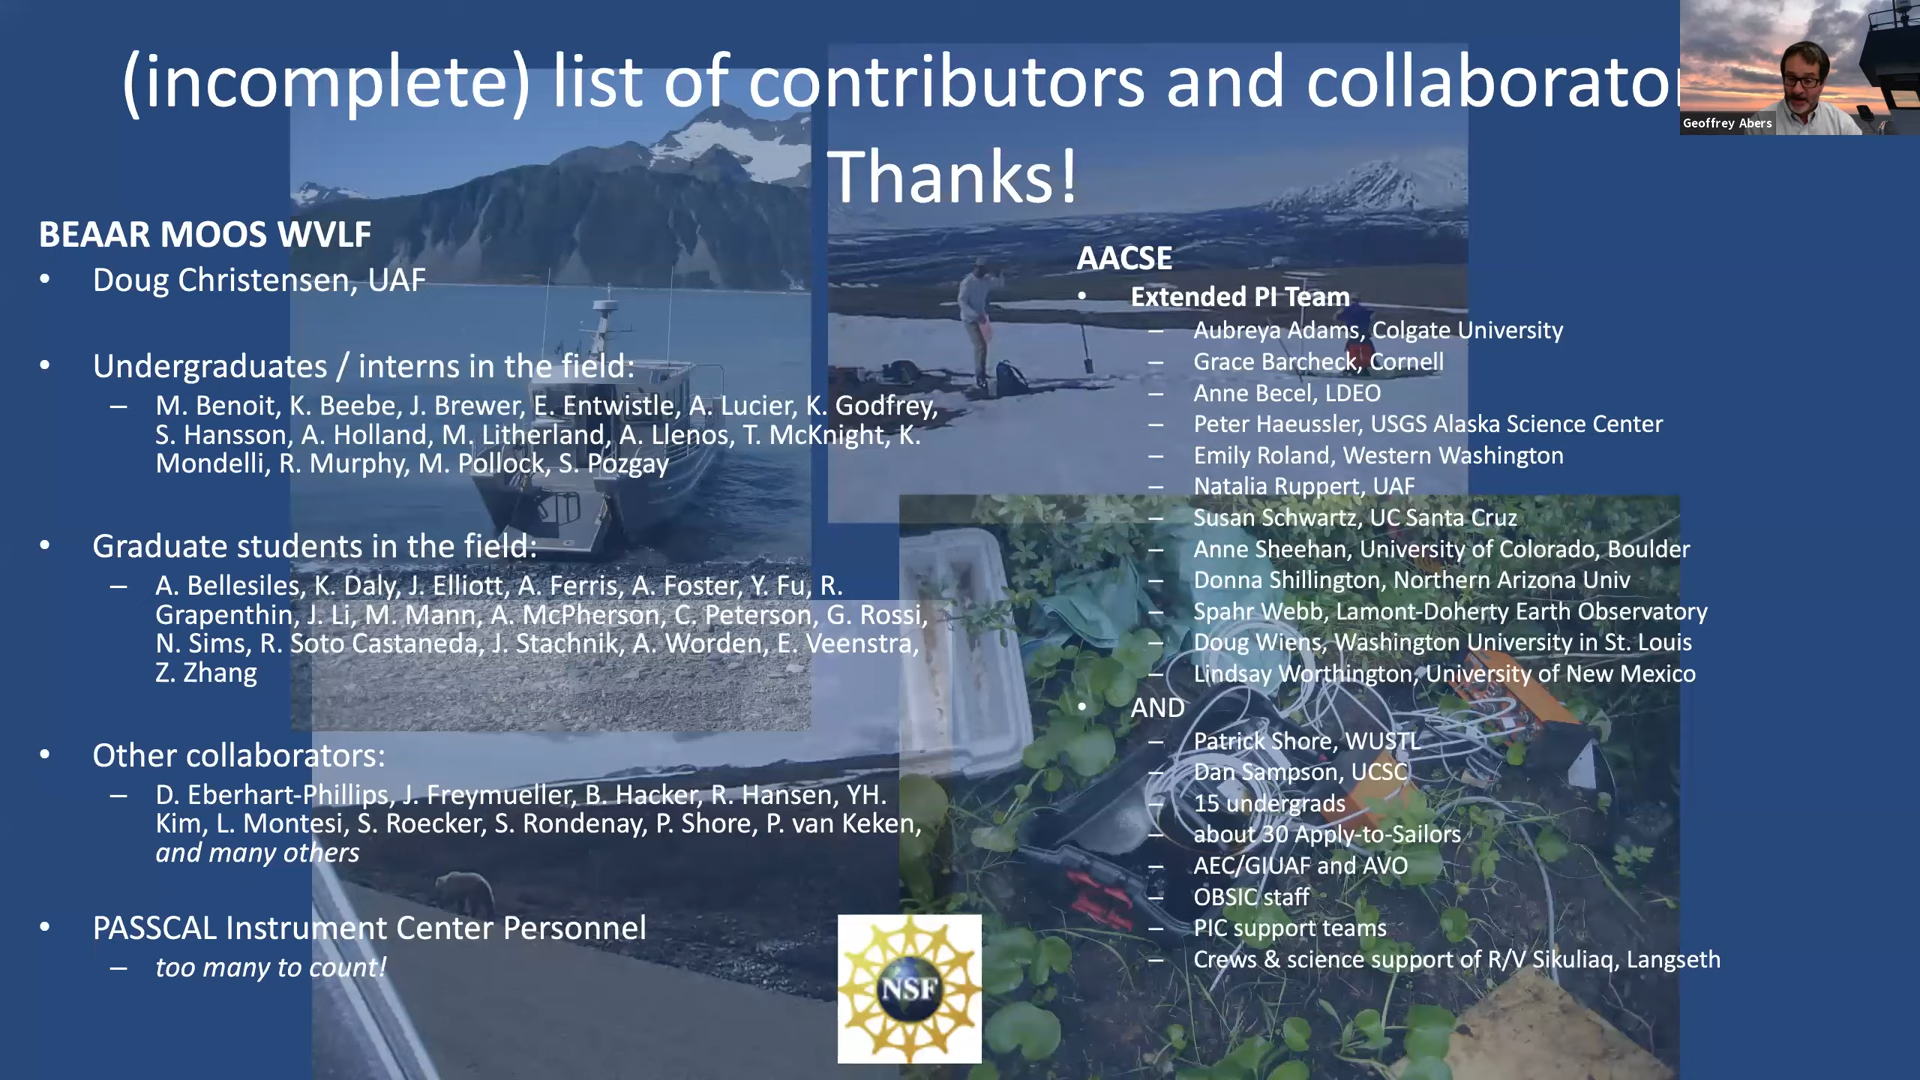 (incomplete) list of contributors and collaborato
Thanks!
Geoffrey Abers
BEAAR MOOS WVLF
• Doug Christensen, UAF
• Undergraduates / interns in the field:
– M. Benoit, K. Beebe, J. Brewer, E. Entwistle, A. Lucier, K. Godfrey,
S. Hansson, A. Holland, M. Litherland, A. Llenos, T. McKnight, K.
Mondelli, R. Murphy, M. Pollock, S. Pozgay
• Graduate students in the field:
– A. Bellesiles, K. Daly, J. Elliott, A. Ferris, A. Foster, Y. Fu, R.
Grapenthin, J. Li, M. Mann, A. McPherson, C. Peterson, G. Rossi,
N. Sims, R. Soto Castaneda, J. Stachnik, A. Worden, E. Veenstra,
Z. Zhang
• Other collaborators:
– D. Eberhart-Phillips, J. Freymueller, B. Hacker, R. Hansen, YH.
Kim, L. Montesi, S. Roecker, S. Rondenay, P. Shore, P. van Keken,
and many others
• PASSCAL Instrument Center Personnel
– too many to count!
AACSE
• Extended PI Team
– Aubreya Adams, Colgate University
– Grace Barcheck, Cornell
– Anne Becel, LDEO
– Peter Haeussler, USGS Alaska Science Center
– Emily Roland, Western Washington
– Natalia Ruppert, UAF
– Susan Schwartz, UC Santa Cruz
– Anne Sheehan, University of Colorado, Boulder
– Donna Shillington, Northern Arizona Univ
– Spahr Webb, Lamont-Doherty Earth Observatory
– Doug Wiens, Washington University in St. Louis
– Lindsay Worthington, University of New Mexico
• AND
– Patrick Shore, WUSTL
– Dan Sampson, UCSC
– 15 undergrads
– about 30 Apply-to-Sailors
– AEC/GIUAF and AVO
– OBSIC staff
– PIC support teams
– Crews & science support of R/V Sikuliaq, Langseth
NSF